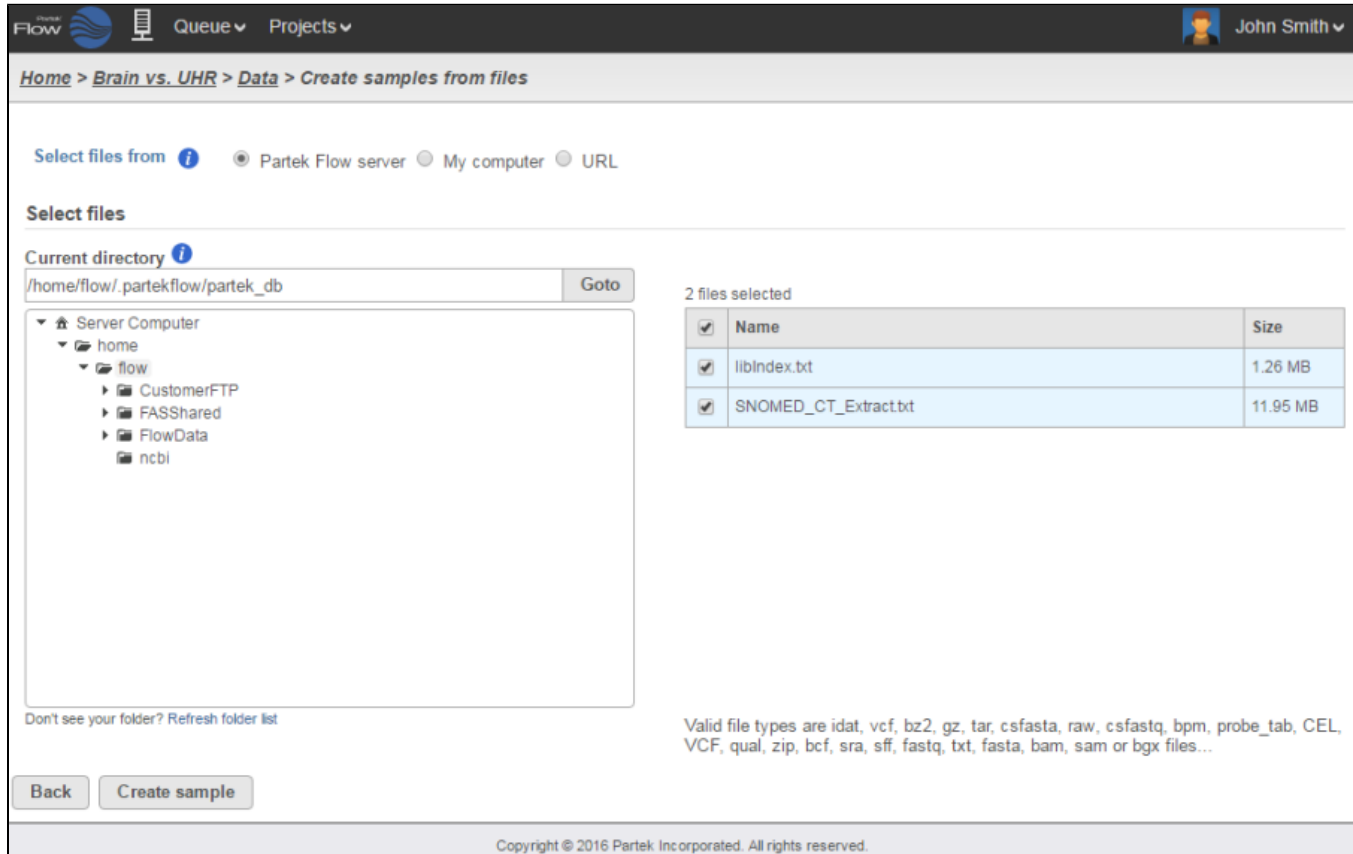 Partek
Flow
Queue Projects John Smith
Home > Brain vs. UHR > Data > Create samples from files
Select files from i Partek Flow server My computer URL
Select files
Current directory i
/home/flow/.partekflow/partek_db Goto
2 files selected
Name Size
Server Computer
home
flow
CustomerFTP
FASShared
FlowData
ncbi
libIndex.txt 1.26 MB
SNOMED_CT_Extract.txt 11.95 MB
Don't see your folder? Refresh folder list
Valid file types are idat, vcf, bz2, gz, tar, csfasta, raw, csfastq, bpm, probe_tab, CEL,
VCF, qual, zip, bcf, sra, sff, fastq, txt, fasta, bam, sam or bgx files...
Back Create sample
Copyright © 2016 Partek Incorporated. All rights reserved.